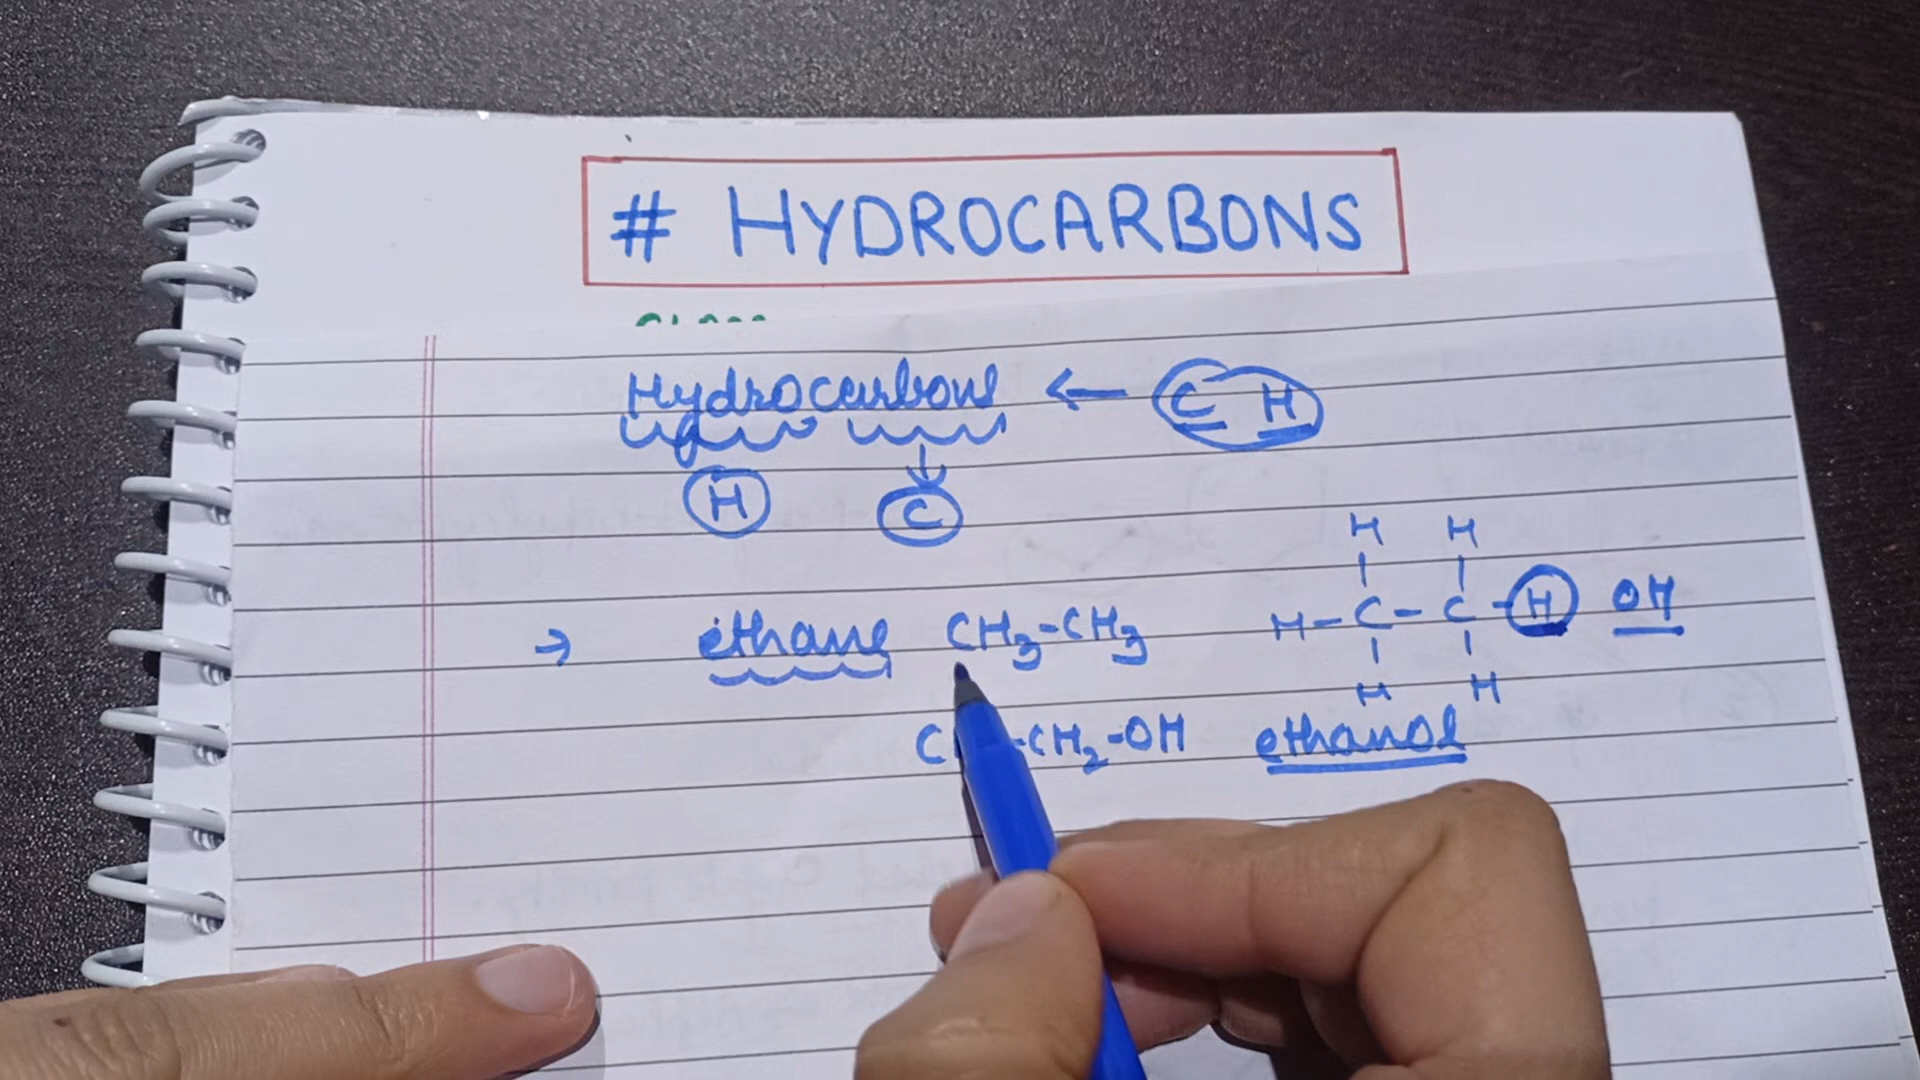 # HYDROCARBONS
Hydrocarbons ← C H
H C
H H
→ ethane CH₃-CH₃ H-C-C-H OH
H H
-CH₂-OH ethanol